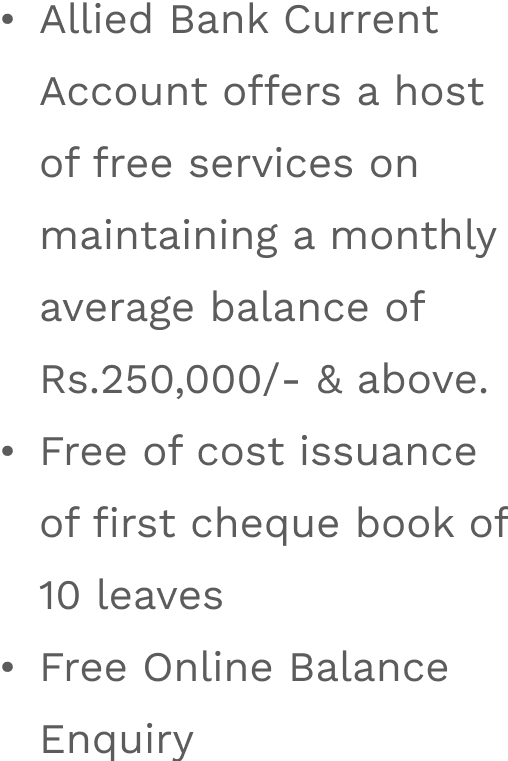 • Allied Bank Current
Account offers a host
of free services on
maintaining a monthly
average balance of
Rs.250,000/- & above.
• Free of cost issuance
of first cheque book of
10 leaves
• Free Online Balance
Enquiry